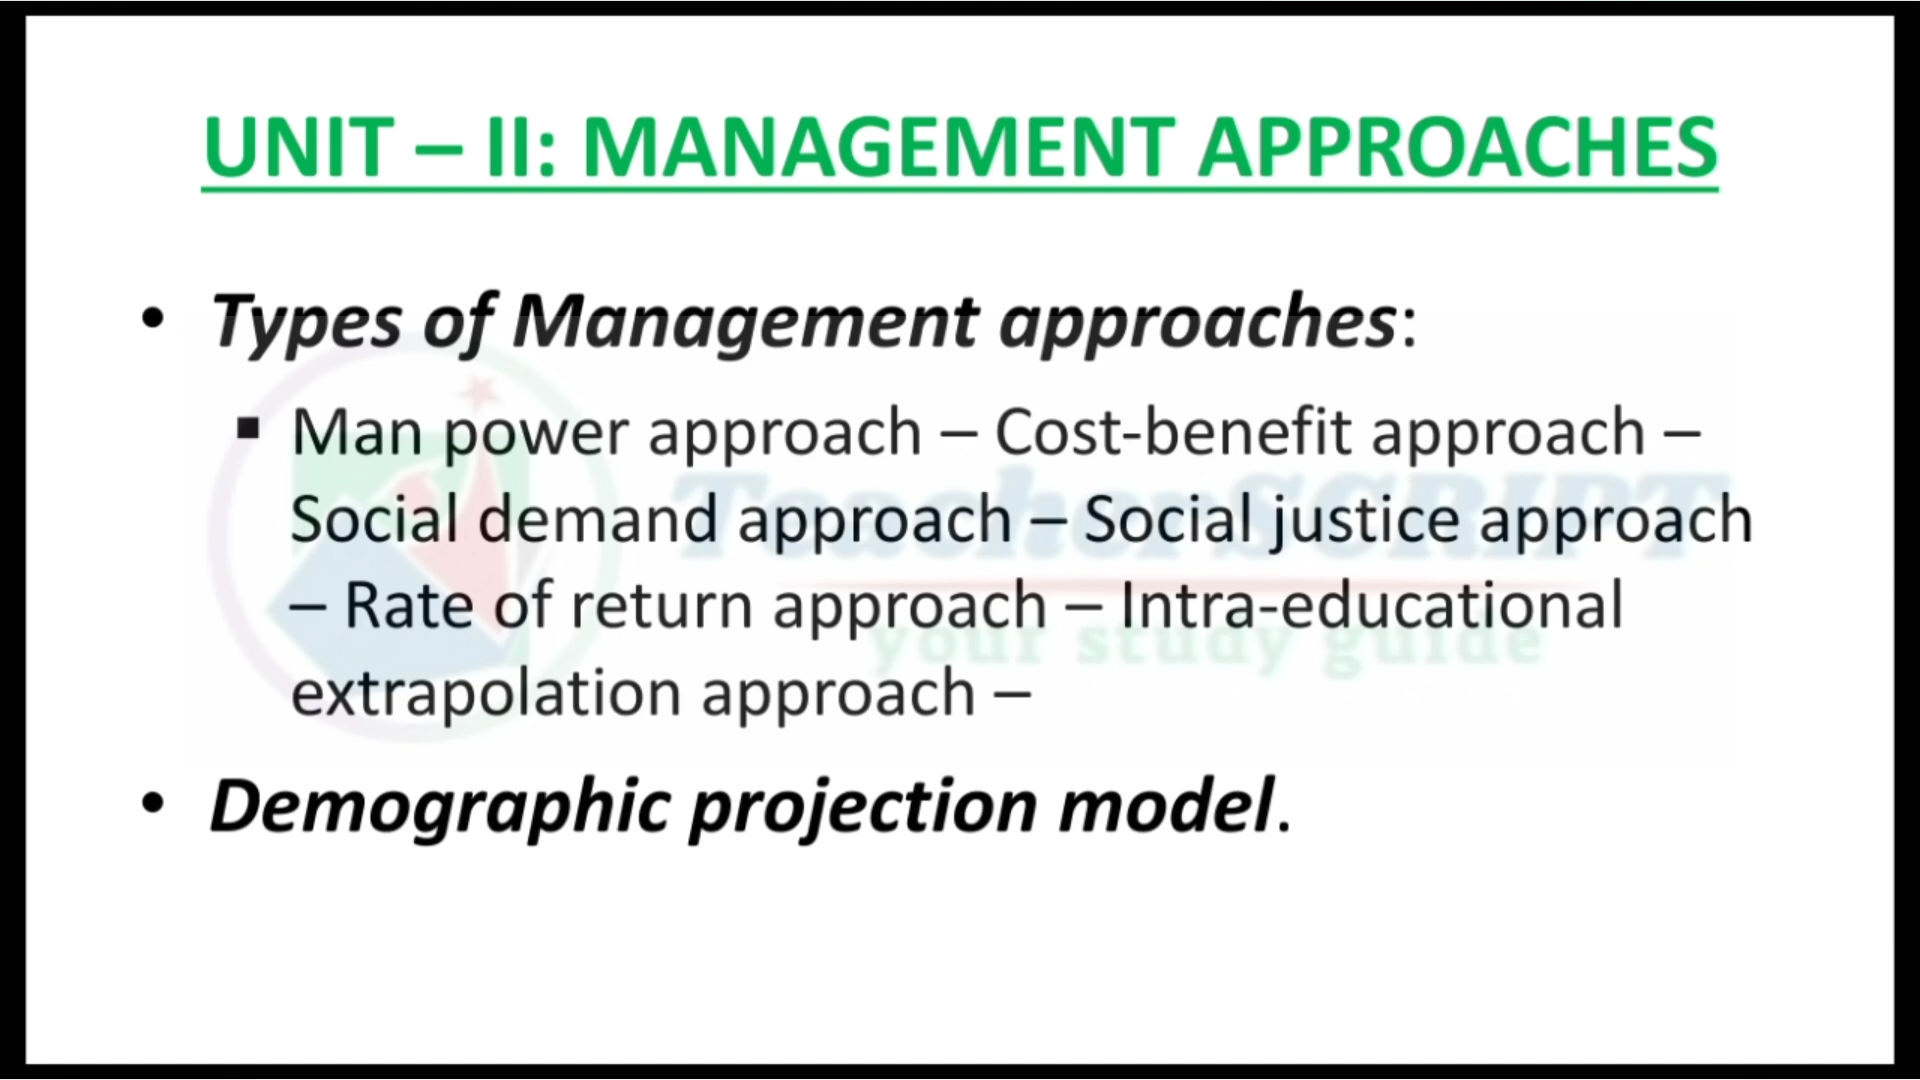 UNIT – II: MANAGEMENT APPROACHES
• Types of Management approaches:
▪ Man power approach – Cost-benefit approach –
Social demand approach – Social justice approach
– Rate of return approach – Intra-educational
extrapolation approach –
• Demographic projection model.
TeacherSCRIPT
your study guide